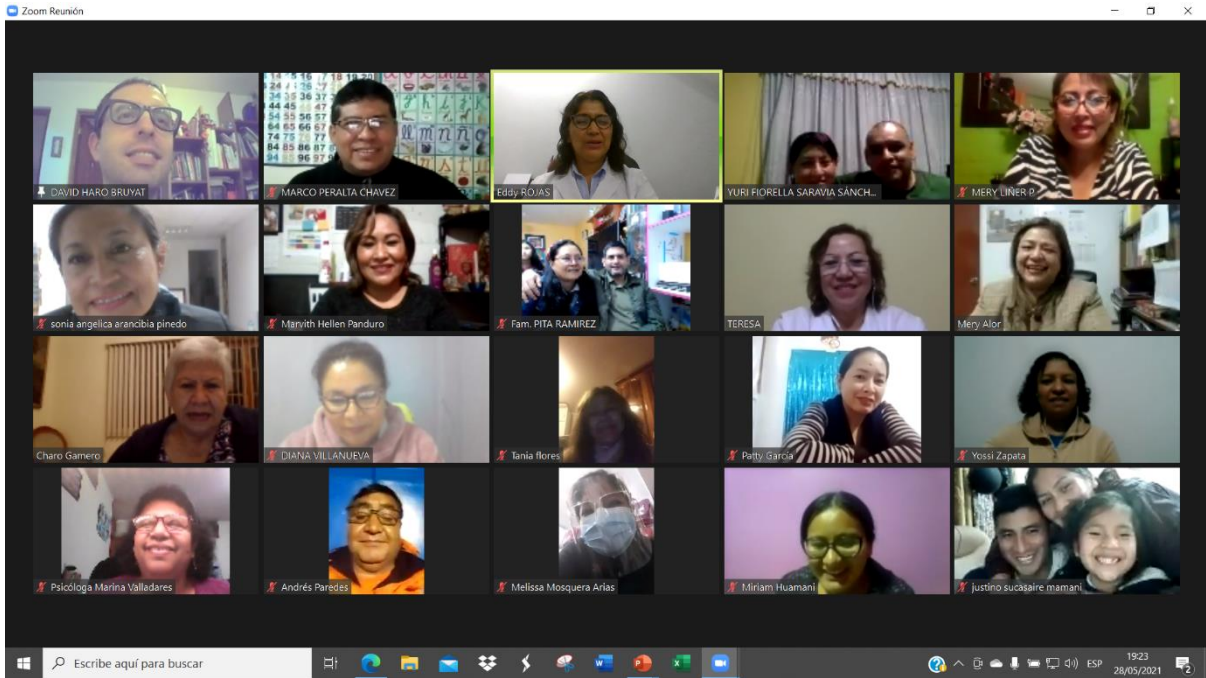 Zoom Reunión
DAVID HARO BRUYAT
MARCO PERALTA CHAVEZ
Eddy ROJAS
YURI FIORELLA SARAVIA SÁNCH...
MERY LIÑER P.
sonia angelica arancibia pinedo
Marvith Hellen Panduro
Fam. PITA RAMIREZ
TERESA
Mery Alor
Charo Gamero
DIANA VILLANUEVA
Tania flores
Patty García
Yossi Zapata
Psicóloga Marina Valladares
Andrés Paredes
Melissa Mosquera Arias
Miriam Huamani
justino sucasaire mamani
Escribe aquí para buscar
ESP
19:23
28/05/2021
2